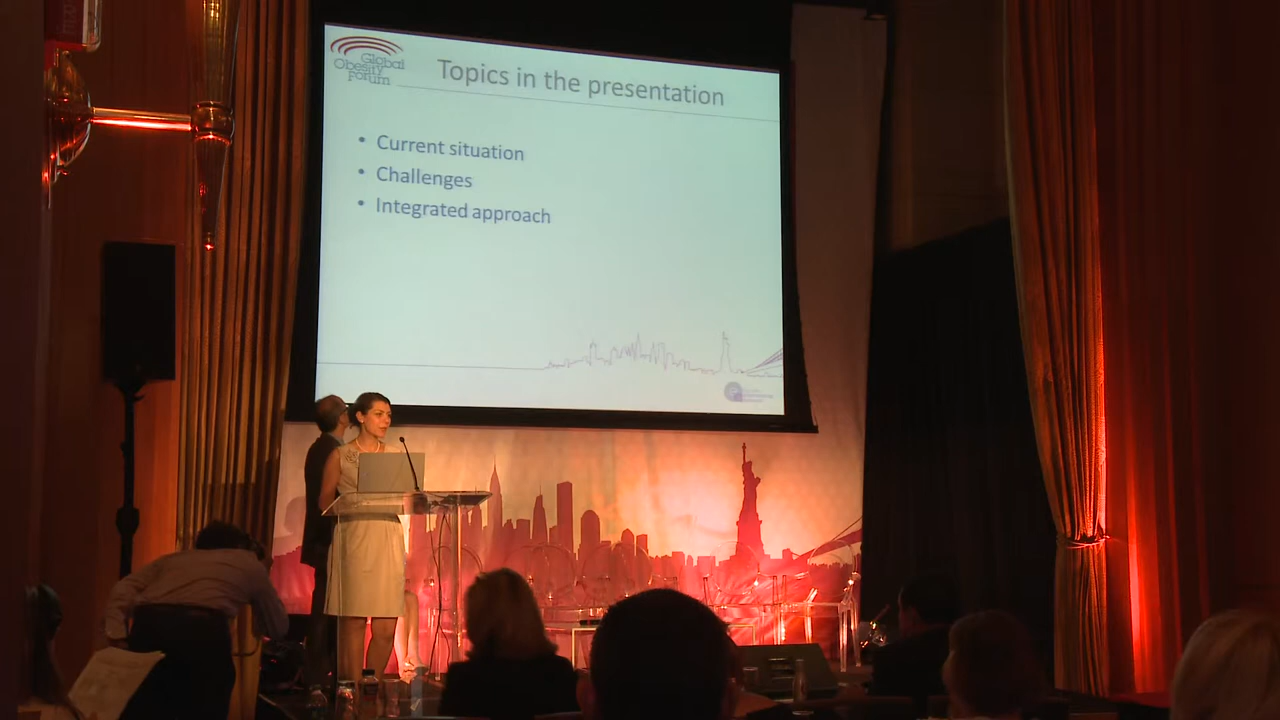 Global
Obesity
Forum
Topics in the presentation
• Current situation
• Challenges
• Integrated approach